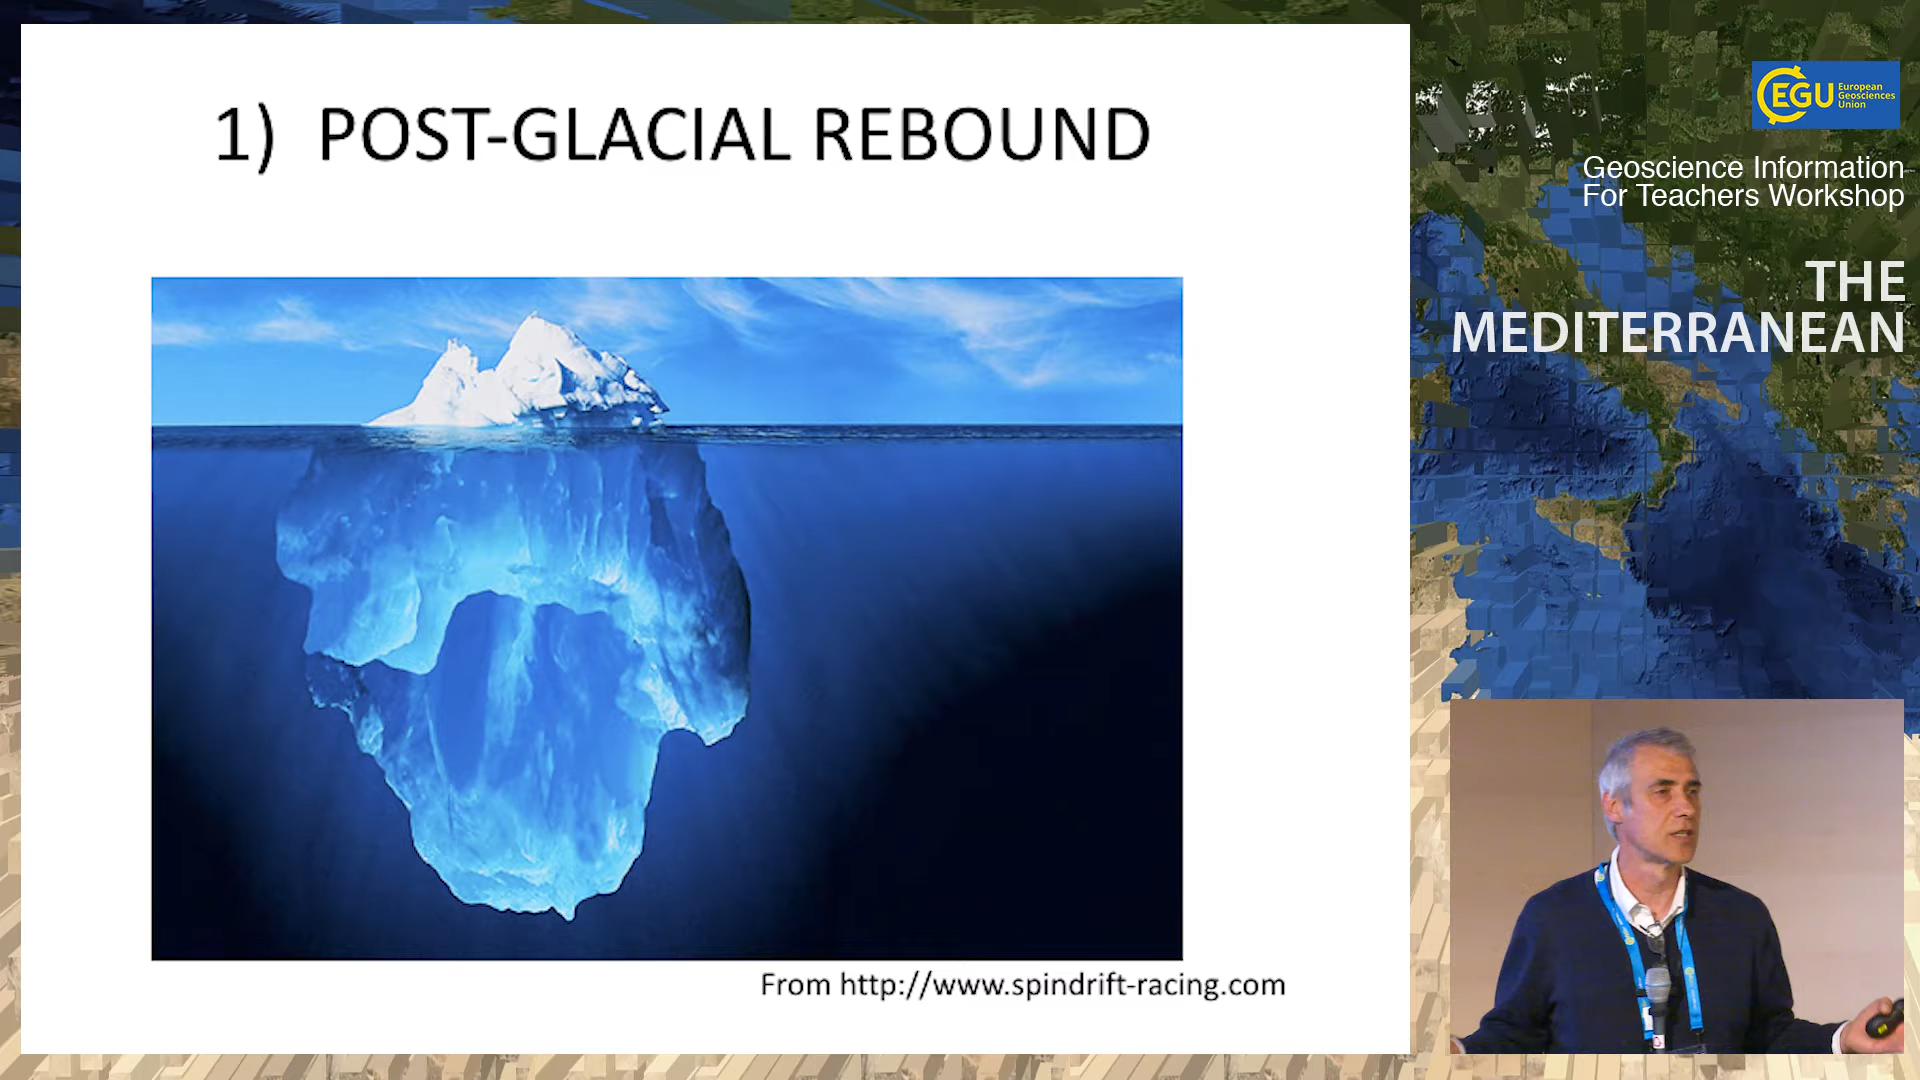 1) POST-GLACIAL REBOUND
From http://www.spindrift-racing.com
EGU
European
Geosciences
Union
Geoscience Information
For Teachers Workshop
THE
MEDITERRANEAN